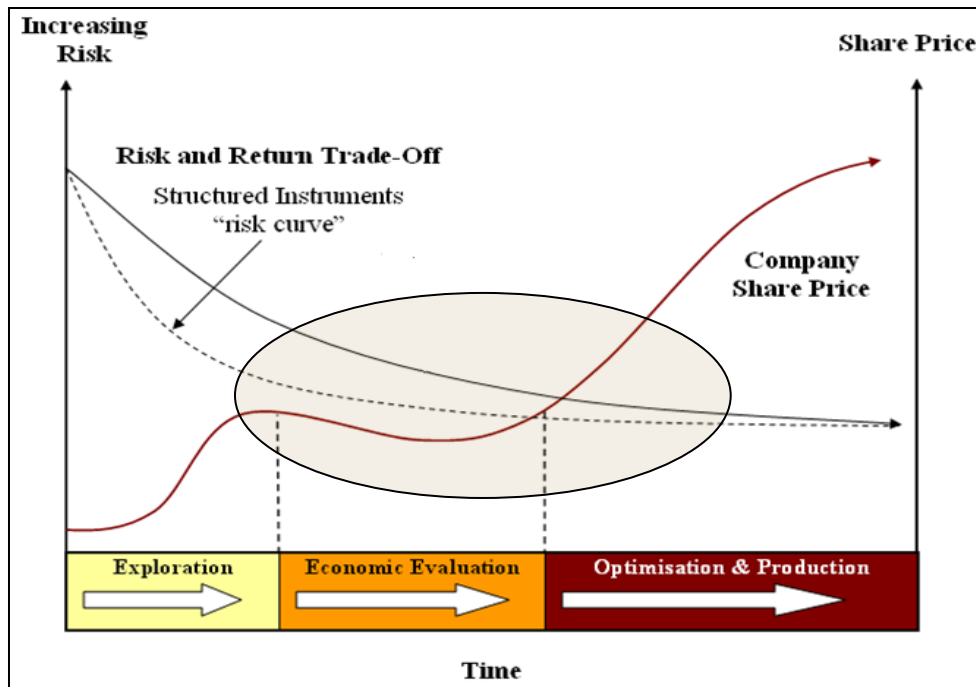 Increasing
Risk
Share Price
Risk and Return Trade-Off
Structured Instruments
“risk curve”
Company
Share Price
Exploration
Economic Evaluation
Optimisation & Production
Time